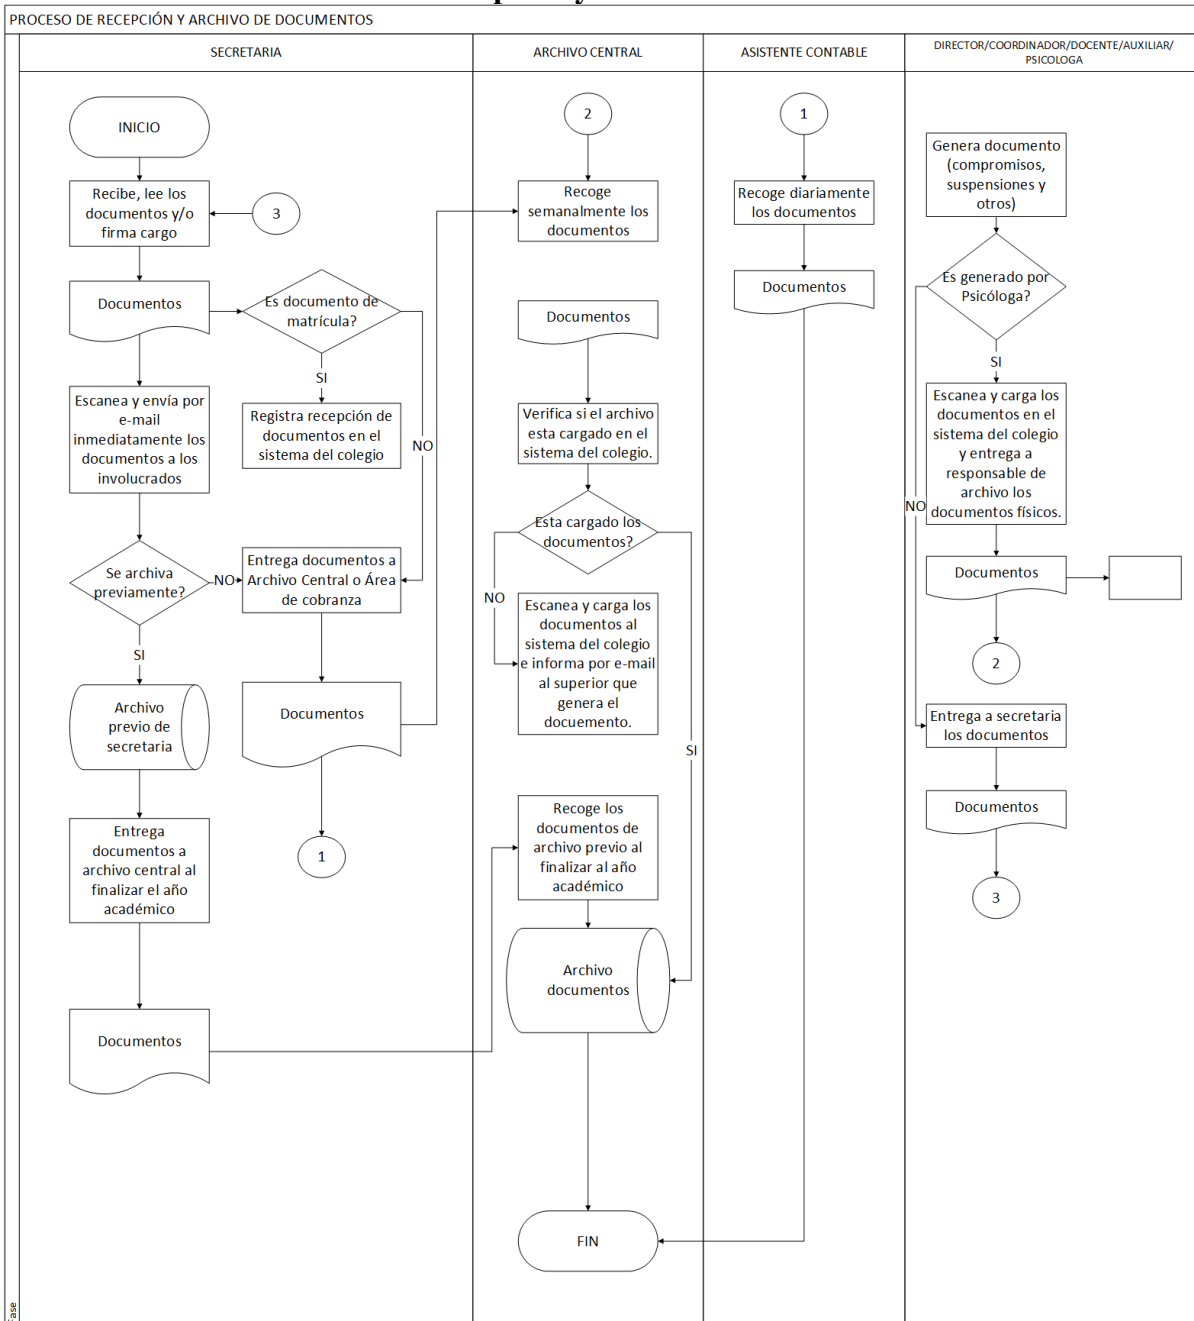 PROCESO DE RECEPCIÓN Y ARCHIVO DE DOCUMENTOS
SECRETARIA
ARCHIVO CENTRAL
ASISTENTE CONTABLE
DIRECTOR/COORDINADOR/DOCENTE/AUXILIAR/
PSICOLOGA
INICIO
Recibe, lee los
documentos y/o
firma cargo
3
Documentos
Es documento de
matrícula?
SI
NO
Escanea y envía por
e-mail
inmediatamente los
documentos a los
involucrados
Registra recepción de
documentos en el
sistema del colegio
Se archiva
previamente?
NO
SI
Entrega documentos a
Archivo Central o Área
de cobranza
Archivo
previo de
secretaria
Documentos
1
Entrega
documentos a
archivo central al
finalizar el año
académico
Documentos
2
Recoge
semanalmente los
documentos
Documentos
Verifica si el archivo
esta cargado en el
sistema del colegio.
Esta cargado los
documentos?
NO
SI
Escanea y carga los
documentos al
sistema del colegio
e informa por e-mail
al superior que
genera el
docuemento.
Recoge los
documentos de
archivo previo al
finalizar al año
académico
Archivo
documentos
FIN
1
Recoge diariamente
los documentos
Documentos
Genera documento
(compromisos,
suspensiones y
otros)
Es generado por
Psicóloga?
SI
NO
Escanea y carga los
documentos en el
sistema del colegio
y entrega a
responsable de
archivo los
documentos físicos.
Documentos
2
Entrega a secretaria
los documentos
Documentos
3